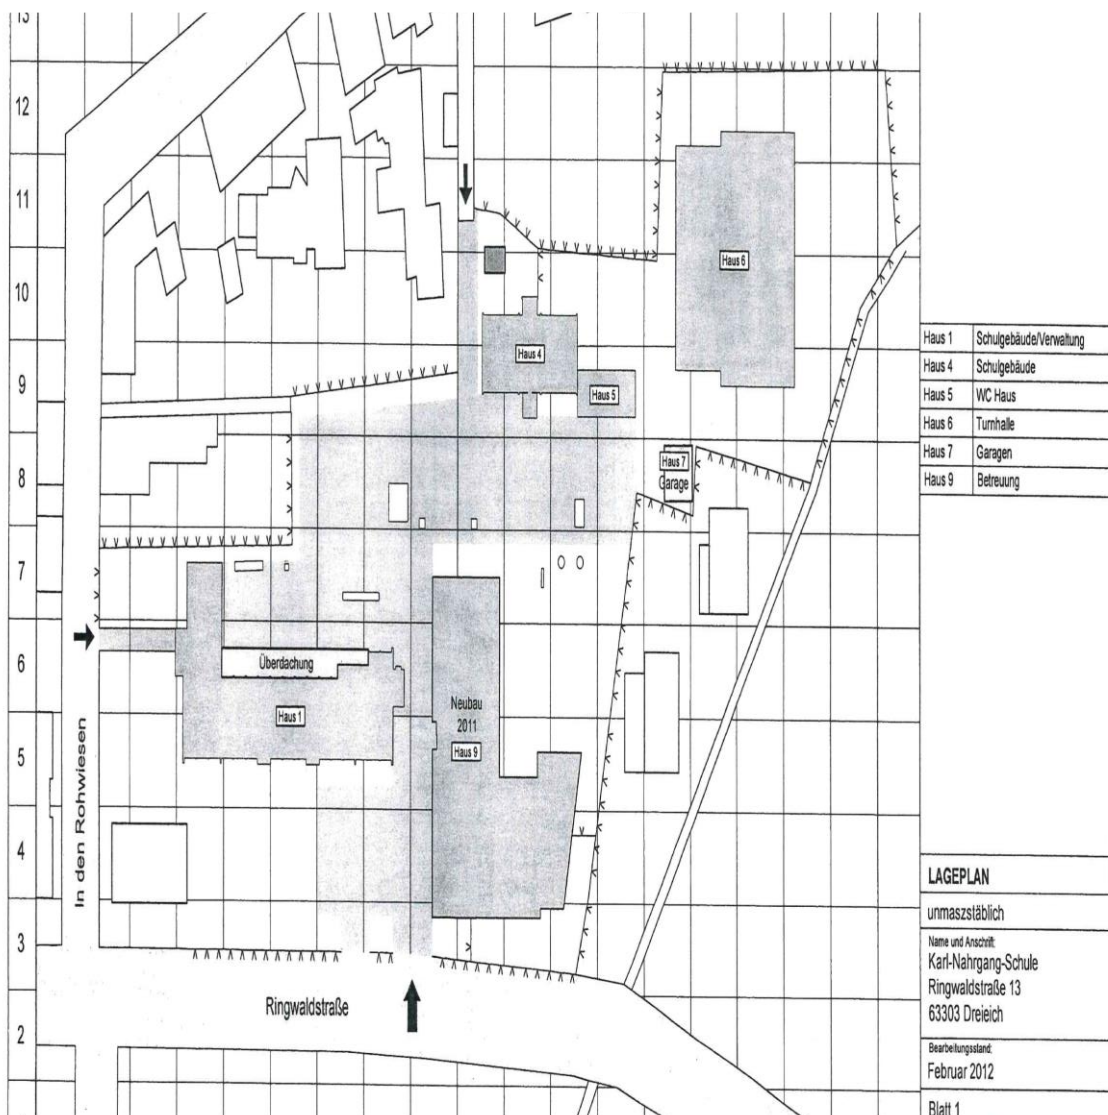 13
12
11
10
9
8
7
6
5
4
3
2
Haus 6
Haus 4
Haus 5
Haus 7
Garage
Überdachung
Haus 1
Neubau
2011
Haus 9
In den Rohwiesen
Ringwaldstraße
Haus 1 Schulgebäude/Verwaltung
Haus 4 Schulgebäude
Haus 5 WC Haus
Haus 6 Turnhalle
Haus 7 Garagen
Haus 9 Betreuung
LAGEPLAN
unmaszstäblich
Name und Anschrift:
Karl-Nahrgang-Schule
Ringwaldstraße 13
63303 Dreieich
Bearbeitungsstand:
Februar 2012
Blatt 1